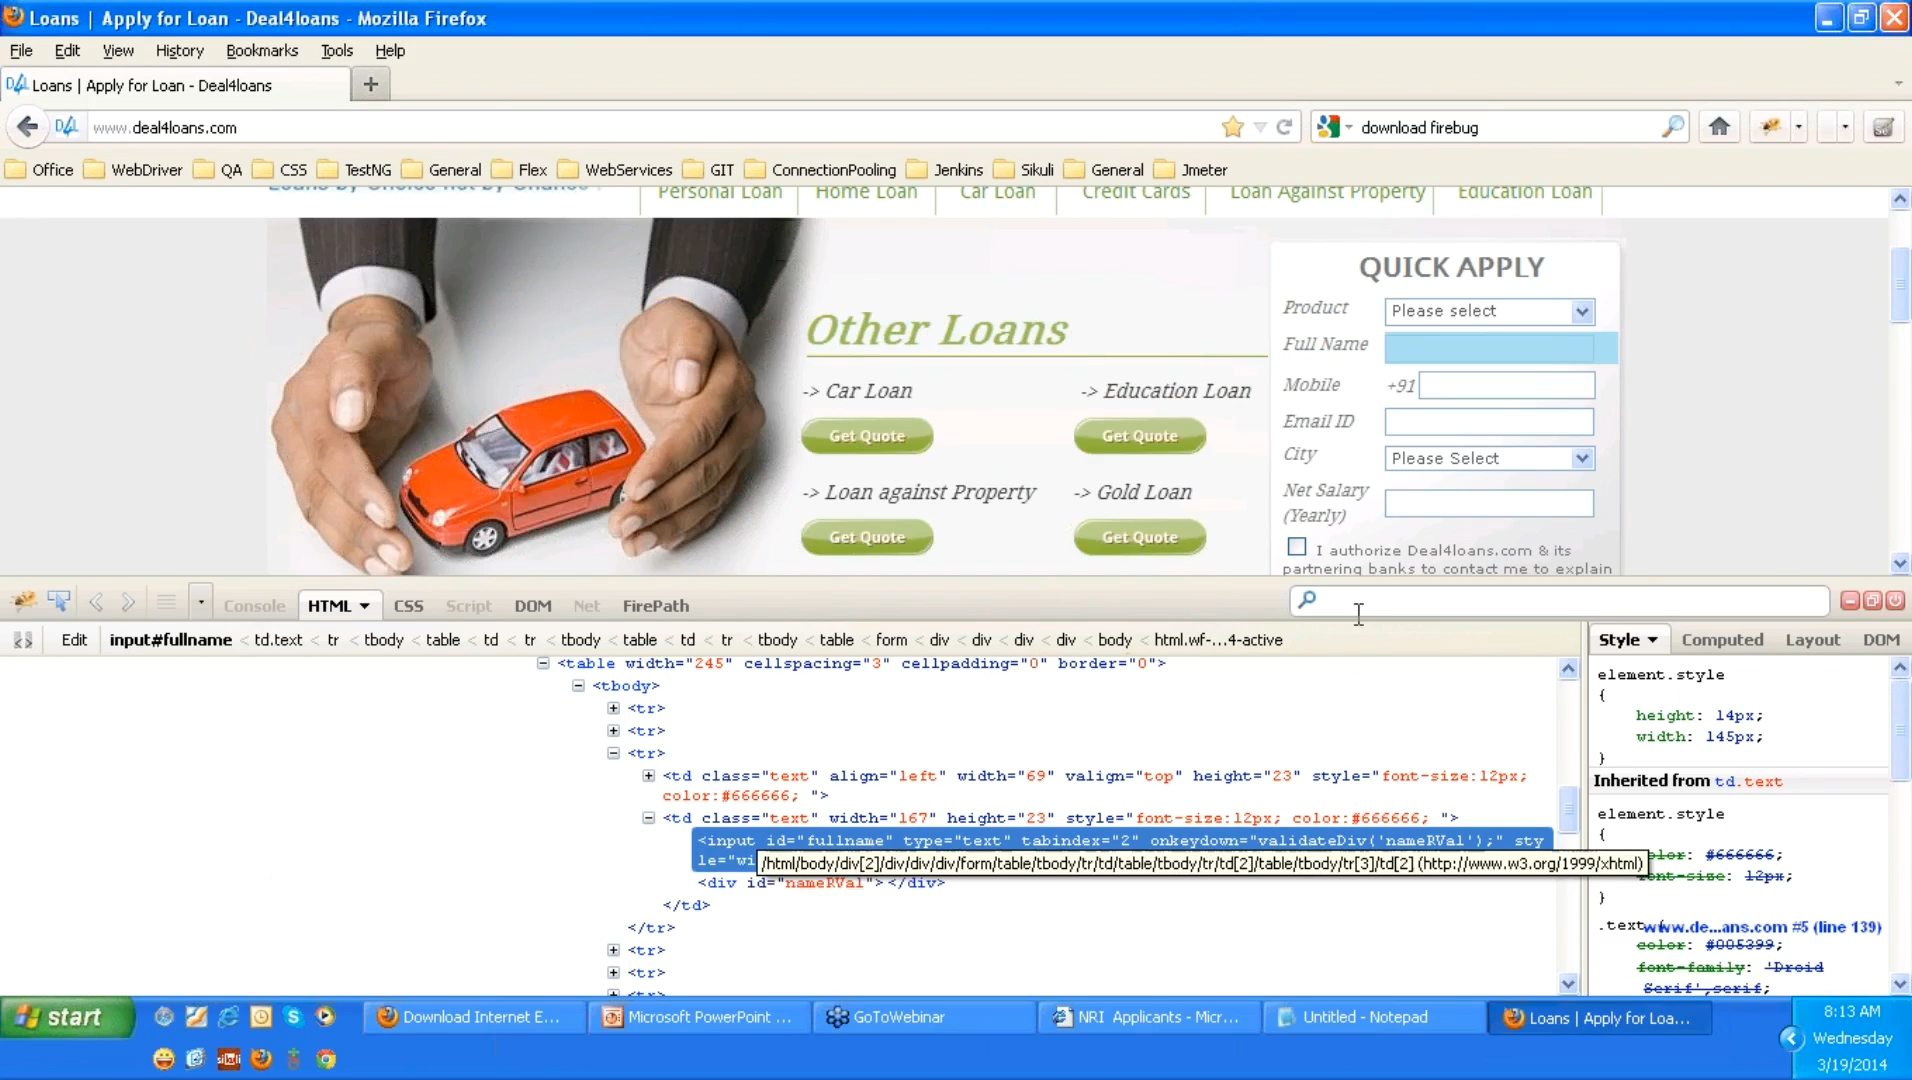 Loans | Apply for Loan - Deal4loans - Mozilla Firefox
File Edit View History Bookmarks Tools Help
Loans | Apply for Loan - Deal4loans
www.deal4loans.com
download firebug
Office WebDriver QA CSS TestNG General Flex WebServices GIT ConnectionPooling Jenkins Sikuli General Jmeter
Personal Loan Home Loan Car Loan Credit Cards Loan Against Property Education Loan
QUICK APPLY
Product Please select
Other Loans
Full Name
-> Car Loan -> Education Loan
Mobile +91
Email ID
Get Quote Get Quote
City Please Select
-> Loan against Property -> Gold Loan
Net Salary
(Yearly)
Get Quote Get Quote
I authorize Deal4loans.com & its
partnering banks to contact me to explain
Console HTML CSS Script DOM Net FirePath
Edit input#fullname < td.text < tr < tbody < table < td < tr < tbody < table < td < tr < tbody < table < form < div < div < div < div < body < html.wf-...4-active
Style Computed Layout DOM
<table width="245" cellspacing="3" cellpadding="0" border="0">
<tbody>
<tr>
<tr>
<tr>
<td class="text" align="left" width="69" valign="top" height="23" style="font-size:12px;
color:#666666; ">
<td class="text" width="167" height="23" style="font-size:12px; color:#666666; ">
<input id="fullname" type="text" tabindex="2" onkeydown="validateDiv('nameRVal');" sty
le="wi
/html/body/div[2]/div/div/div/form/table/tbody/tr/td/table/tbody/tr/td[2]/table/tbody/tr[3]/td[2] (http://www.w3.org/1999/xhtml)
<div id="nameRVal"></div>
</td>
</tr>
<tr>
<tr>
<tr>
element.style
{
height: 14px;
width: 145px;
}
Inherited from td.text
element.style
{
color: #666666;
font-size: 12px;
}
.text {
www.de...ans.com #5 (line 139)
color: #005399;
font-family: 'Droid
Serif',serif;
start
Download Internet E...
Microsoft PowerPoint ...
GoToWebinar
NRI Applicants - Micr...
Untitled - Notepad
Loans | Apply for Loa...
8:13 AM
Wednesday
3/19/2014